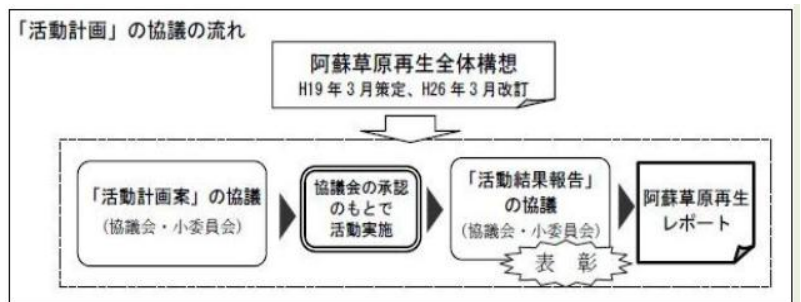 「活動計画」の協議の流れ
阿蘇草原再生全体構想
H19年3月策定、H26年3月改訂
「活動計画案」の協議
(協議会・小委員会)
協議会の承認
のもとで
活動実施
「活動結果報告」
の協議
(協議会・小委員会)
表 彰
阿蘇草原再生
レポート